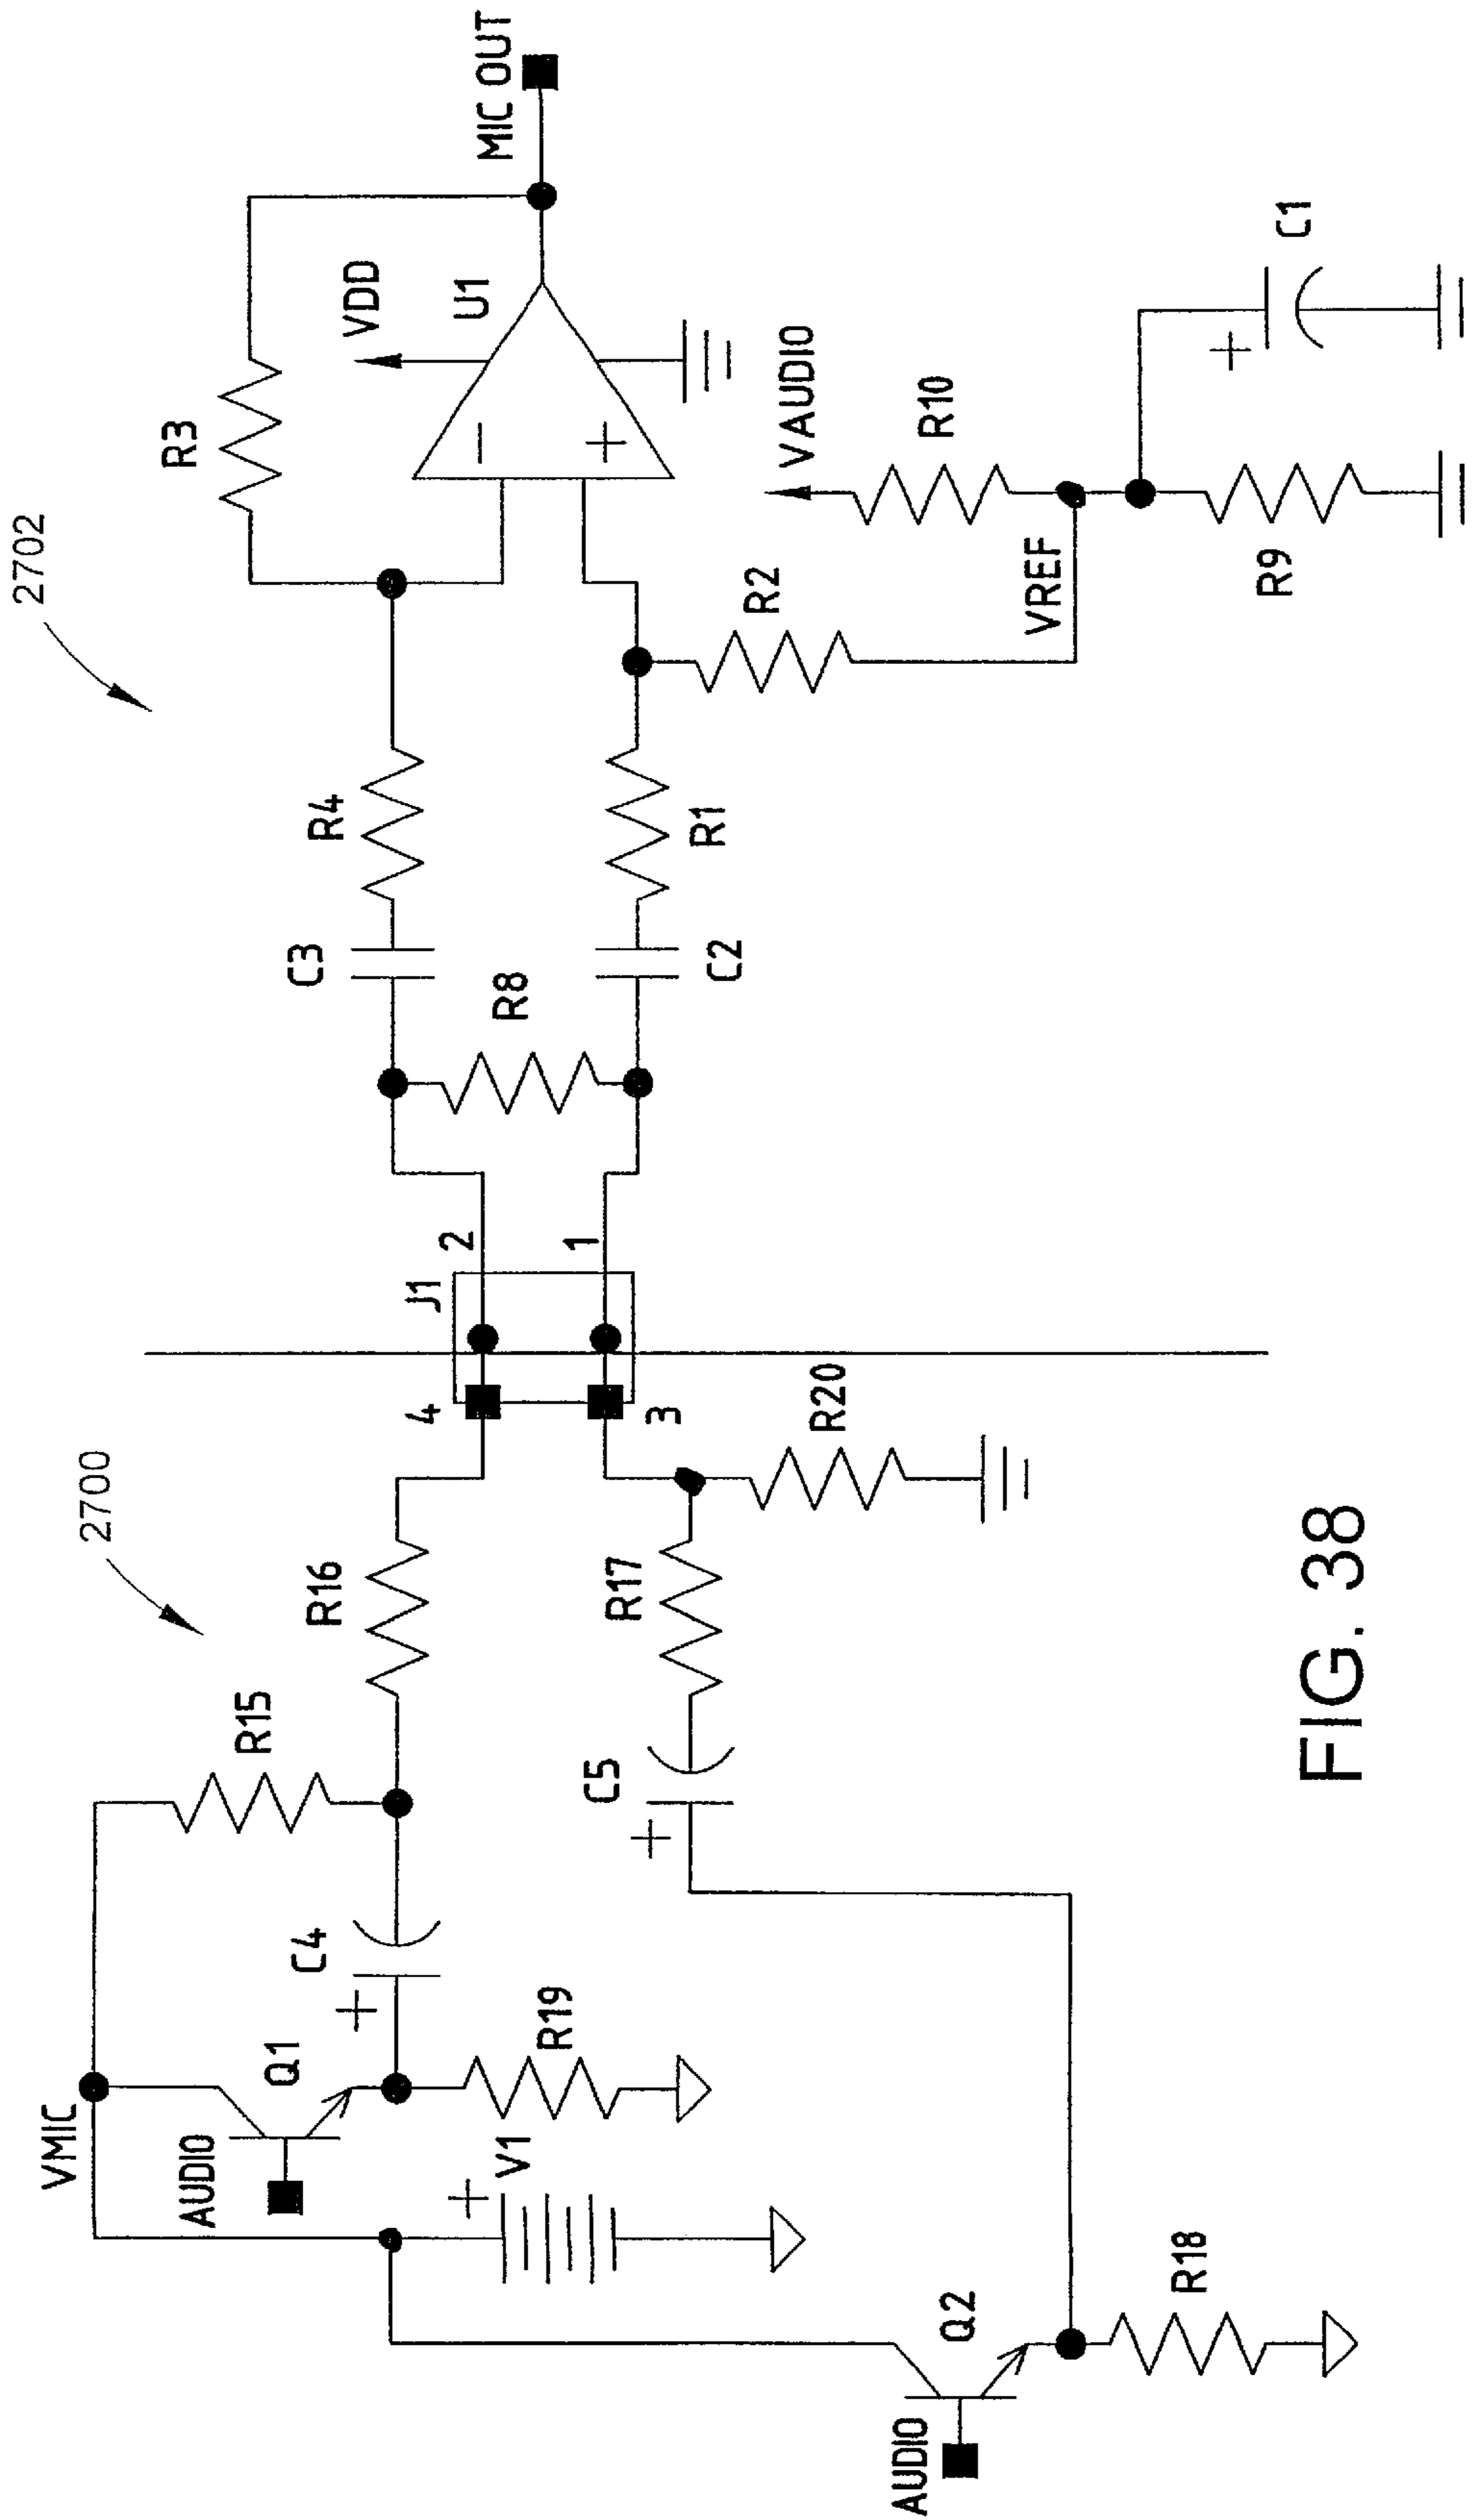 2702
2700
VMIC
AUDIO
Q1
C4
R15
R16
J1
4
2
C3
R4
R3
VDD
U1
MIC OUT
+
V1
+
R19
C5
+
R17
3
1
R8
C2
R1
R2
−
+
VAUDIO
R10
VREF
R9
+
C1
R20
AUDIO
Q2
R18
FIG. 38